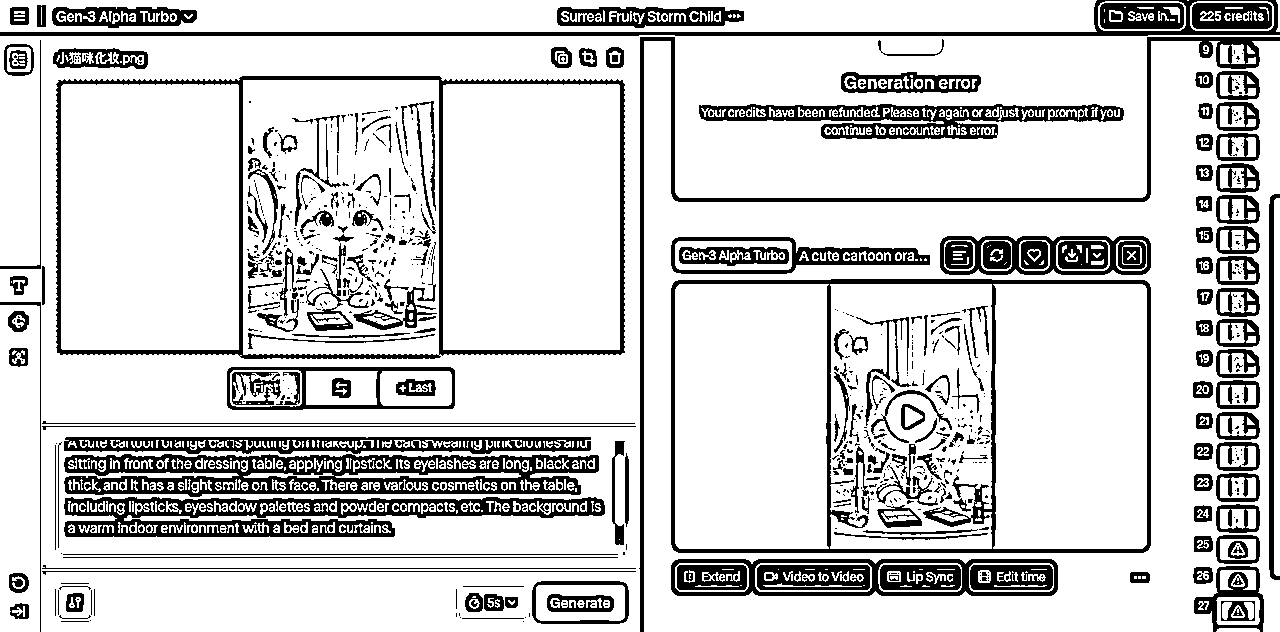 Gen-3 Alpha Turbo
Surreal Fruity Storm Child
Save in...
225 credits
小猫咪化妆.png
First
+ Last
A cute cartoon orange cat is putting on makeup. The cat is wearing pink clothes and
sitting in front of the dressing table, applying lipstick. Its eyelashes are long, black and
thick, and it has a slight smile on its face. There are various cosmetics on the table,
including lipsticks, eyeshadow palettes and powder compacts, etc. The background is
a warm indoor environment with a bed and curtains.
5s
Generate
Generation error
Your credits have been refunded. Please try again or adjust your prompt if you
continue to encounter this error.
Gen-3 Alpha Turbo
A cute cartoon ora...
Extend
Video to Video
Lip Sync
Edit time
9
10
11
12
13
14
15
16
17
18
19
20
21
22
23
24
25
26
27